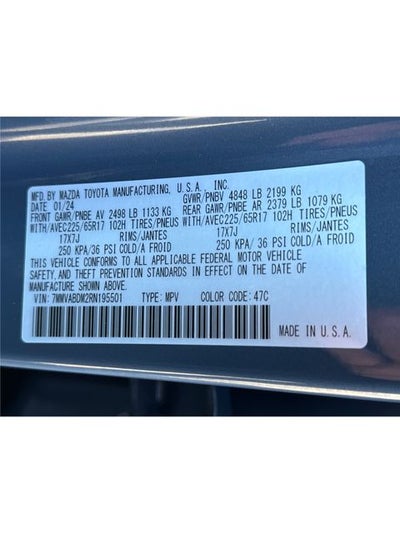 MFD. BY MAZDA TOYOTA MANUFACTURING, U.S.A., INC.
DATE 01/24 GVWR/PNBV 4848 LB 2199 KG
FRONT GAWR/PNBE AV 2498 LB 1133 KG REAR GAWR/PNBE AR 2379 LB 1079 KG
WITH/AVEC225/65R17 102H TIRES/PNEUS WITH/AVEC225/65R17 102H TIRES/PNEUS
17X7J RIMS/JANTES 17X7J RIMS/JANTES
250 KPA/36 PSI COLD/A FROID 250 KPA/36 PSI COLD/A FROID
THIS VEHICLE CONFORMS TO ALL APPLICABLE FEDERAL MOTOR VEHICLE
SAFETY, AND THEFT PREVENTION STANDARDS IN EFFECT ON THE DATE OF
MANUFACTURE SHOWN ABOVE.
VIN: 7MMVABDM2RN195501 TYPE: MPV COLOR CODE: 47C
MADE IN U.S.A.